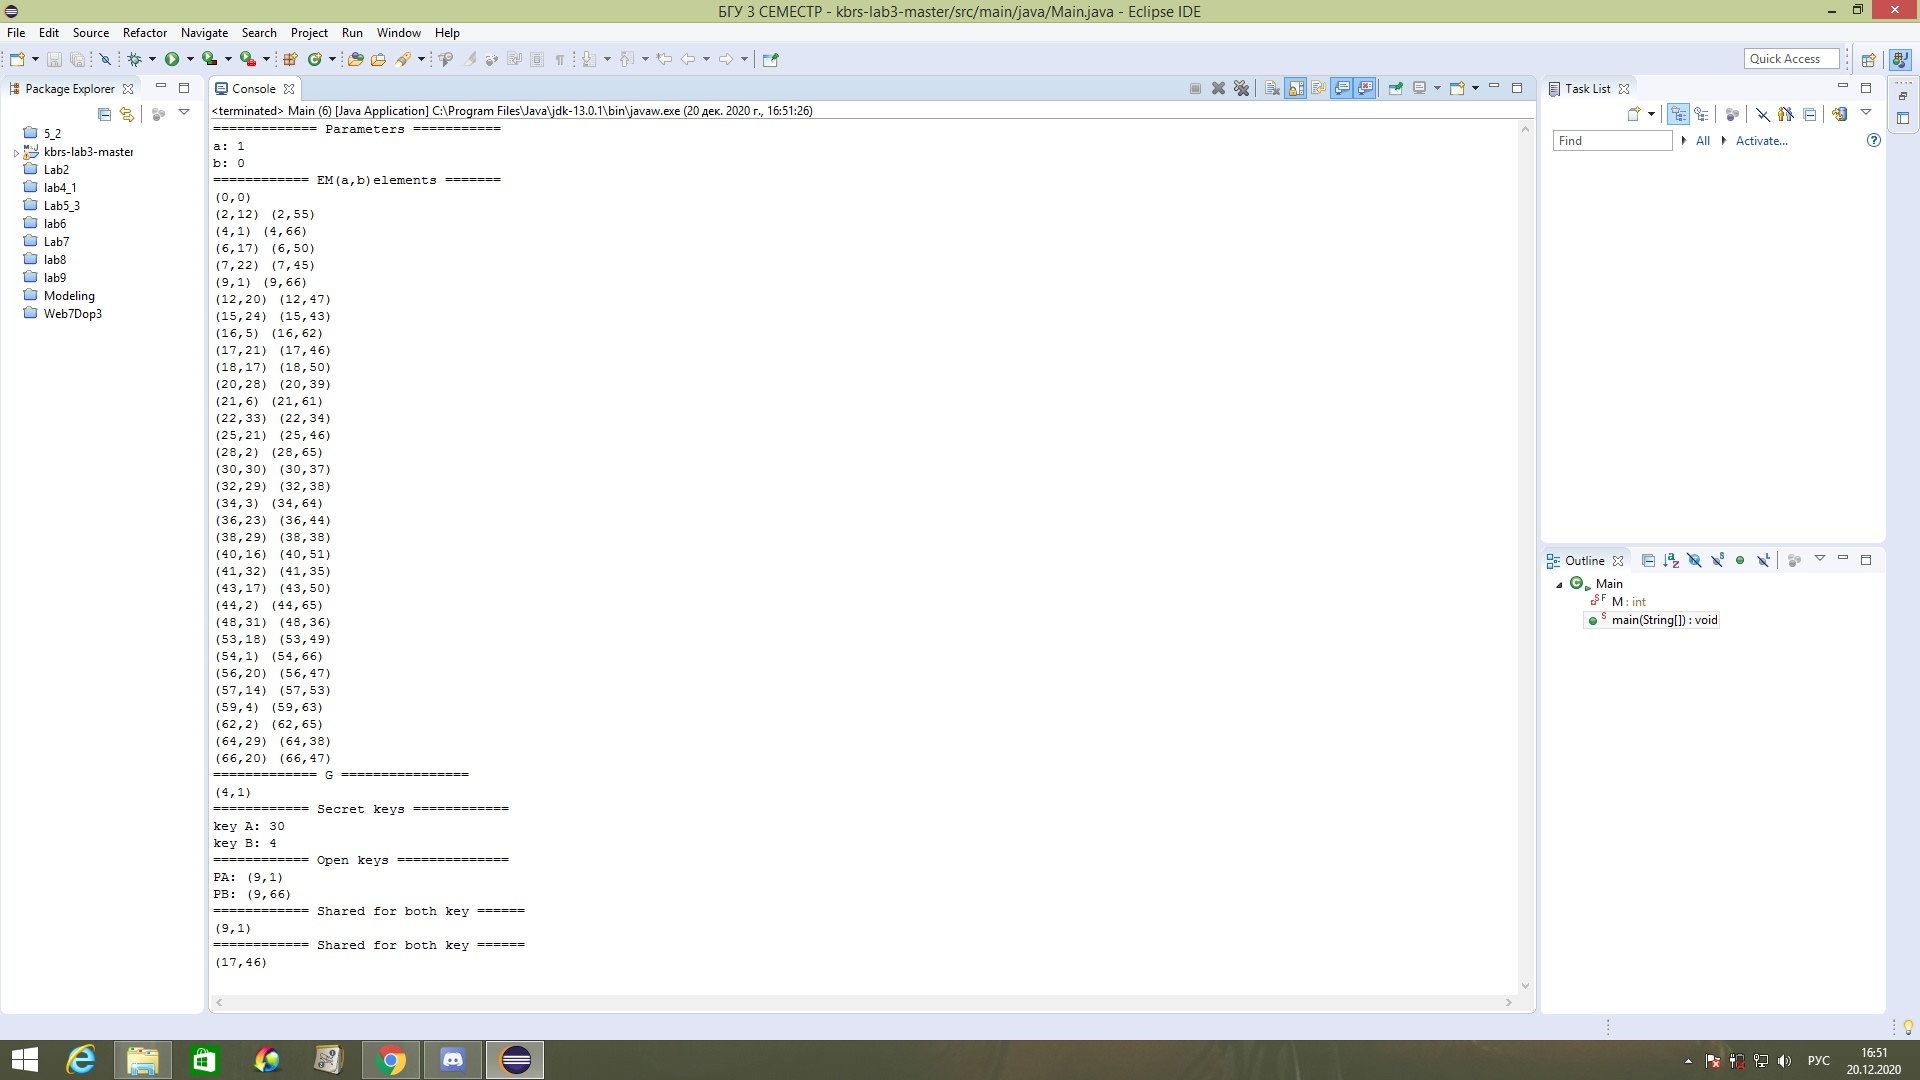 БГУ 3 СЕМЕСТР - kbrs-lab3-master/src/main/java/Main.java - Eclipse IDE
File Edit Source Refactor Navigate Search Project Run Window Help
Quick Access
Package Explorer
5_2
kbrs-lab3-master
Lab2
lab4_1
Lab5_3
lab6
Lab7
lab8
lab9
Modeling
Web7Dop3
Console
<terminated> Main (6) [Java Application] C:\Program Files\Java\jdk-13.0.1\bin\javaw.exe (20 дек. 2020 г., 16:51:26)
============= Parameters ===========
a: 1
b: 0
============ EM(a,b)elements =======
(0,0)
(2,12) (2,55)
(4,1) (4,66)
(6,17) (6,50)
(7,22) (7,45)
(9,1) (9,66)
(12,20) (12,47)
(15,24) (15,43)
(16,5) (16,62)
(17,21) (17,46)
(18,17) (18,50)
(20,28) (20,39)
(21,6) (21,61)
(22,33) (22,34)
(25,21) (25,46)
(28,2) (28,65)
(30,30) (30,37)
(32,29) (32,38)
(34,3) (34,64)
(36,23) (36,44)
(38,29) (38,38)
(40,16) (40,51)
(41,32) (41,35)
(43,17) (43,50)
(44,2) (44,65)
(48,31) (48,36)
(53,18) (53,49)
(54,1) (54,66)
(56,20) (56,47)
(57,14) (57,53)
(59,4) (59,63)
(62,2) (62,65)
(64,29) (64,38)
(66,20) (66,47)
============= G ================
(4,1)
============ Secret keys ============
key A: 30
key B: 4
============ Open keys ==============
PA: (9,1)
PB: (9,66)
============ Shared for both key ======
(9,1)
============ Shared for both key ======
(17,46)
Task List
Find All Activate...
Outline
Main
M : int
main(String[]) : void
РУС
16:51
20.12.2020